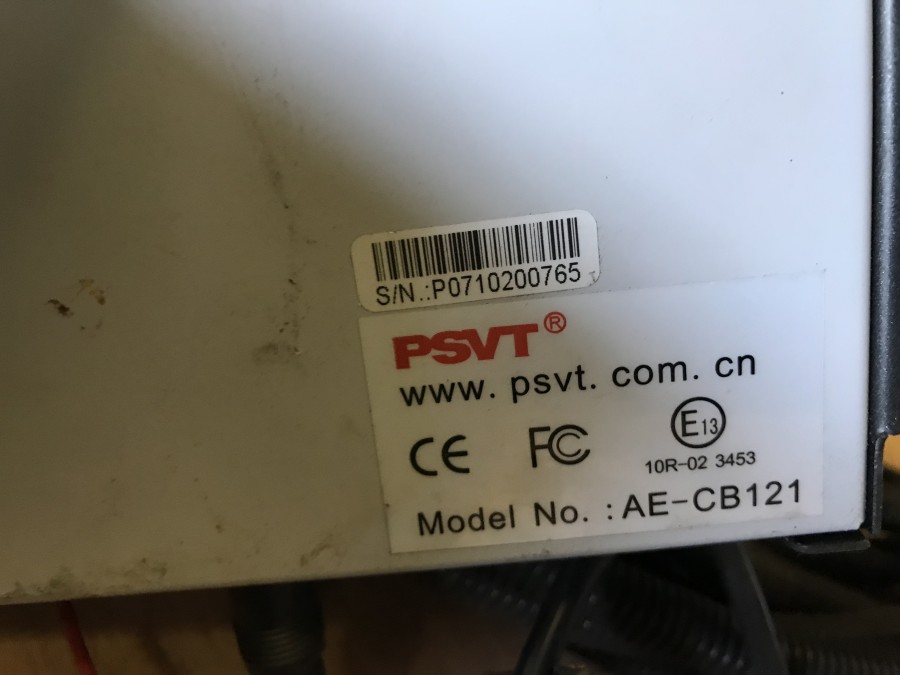 S/N.:P0710200765
PSVT®
www.psvt.com.cn
CE FC E13
10R-02 3453
Model No. :AE-CB121